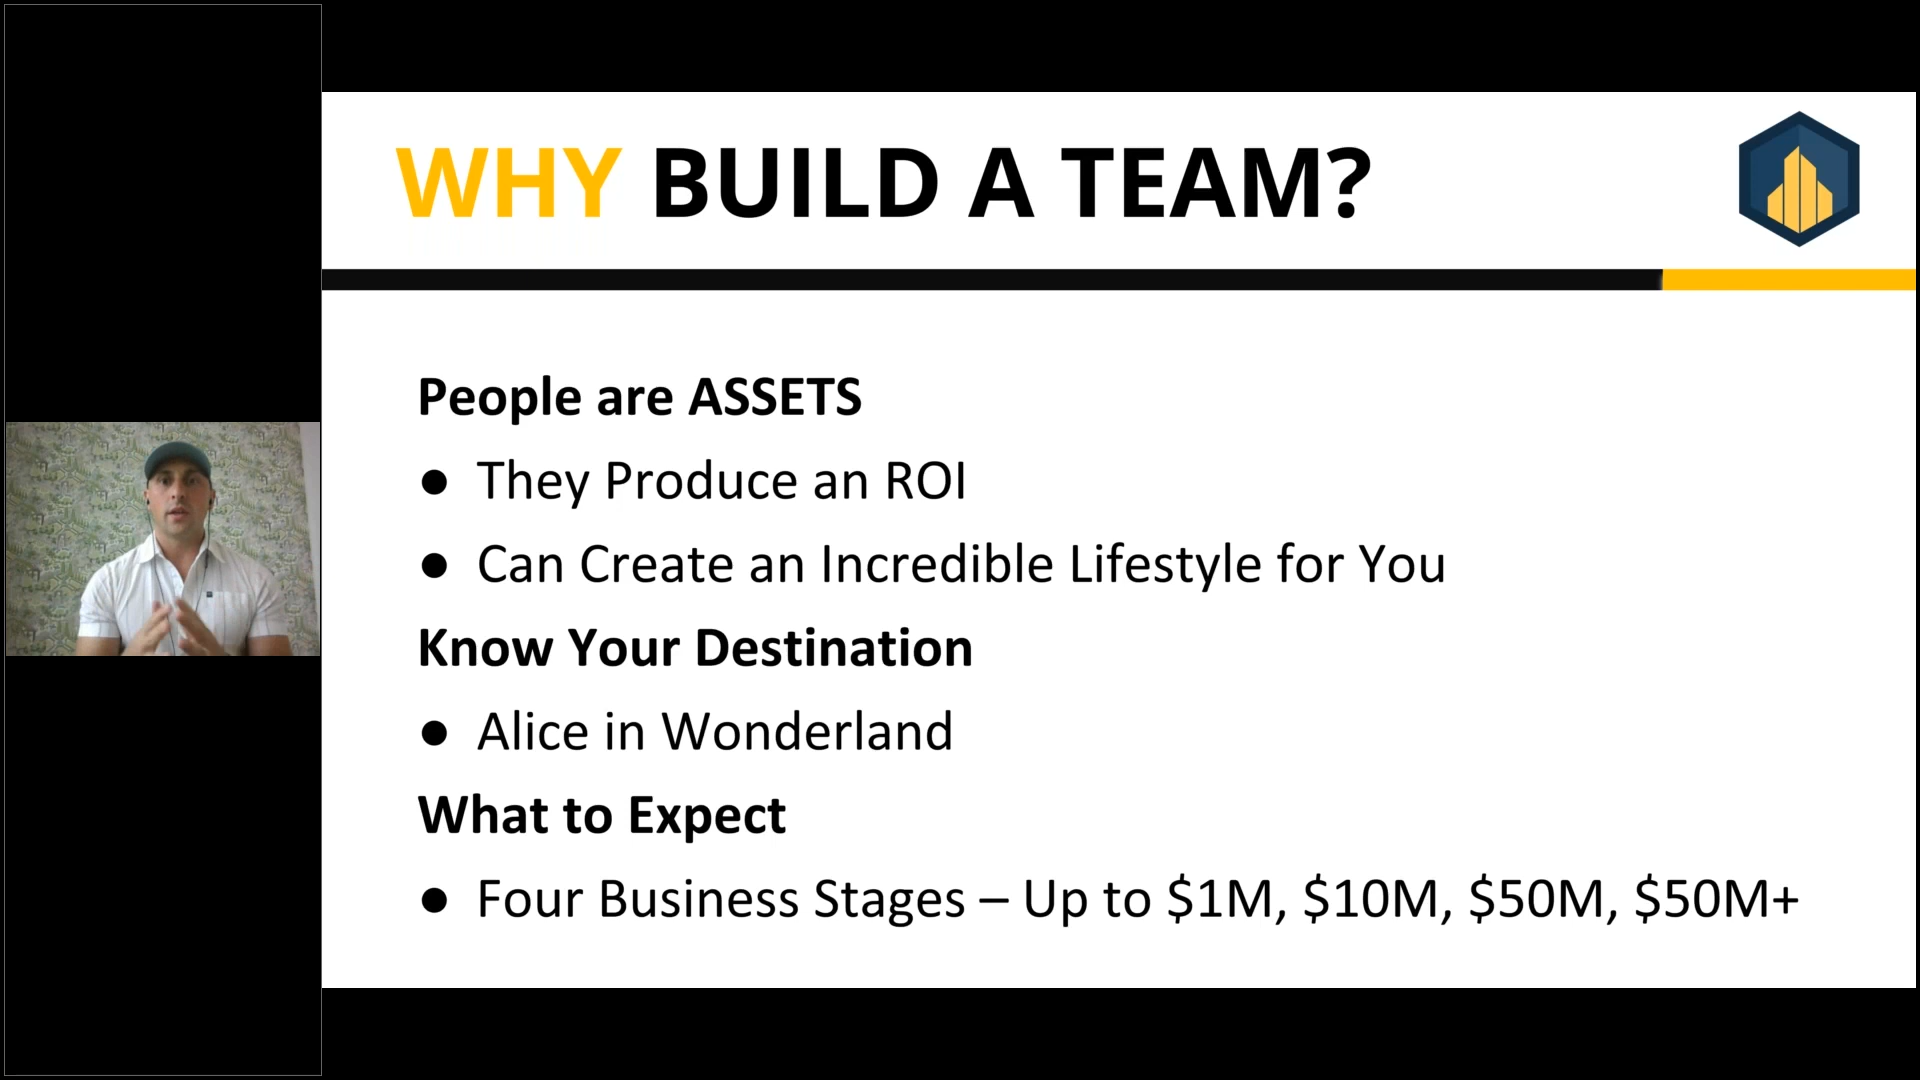 WHY BUILD A TEAM?
People are ASSETS
● They Produce an ROI
● Can Create an Incredible Lifestyle for You
Know Your Destination
● Alice in Wonderland
What to Expect
● Four Business Stages – Up to $1M, $10M, $50M, $50M+